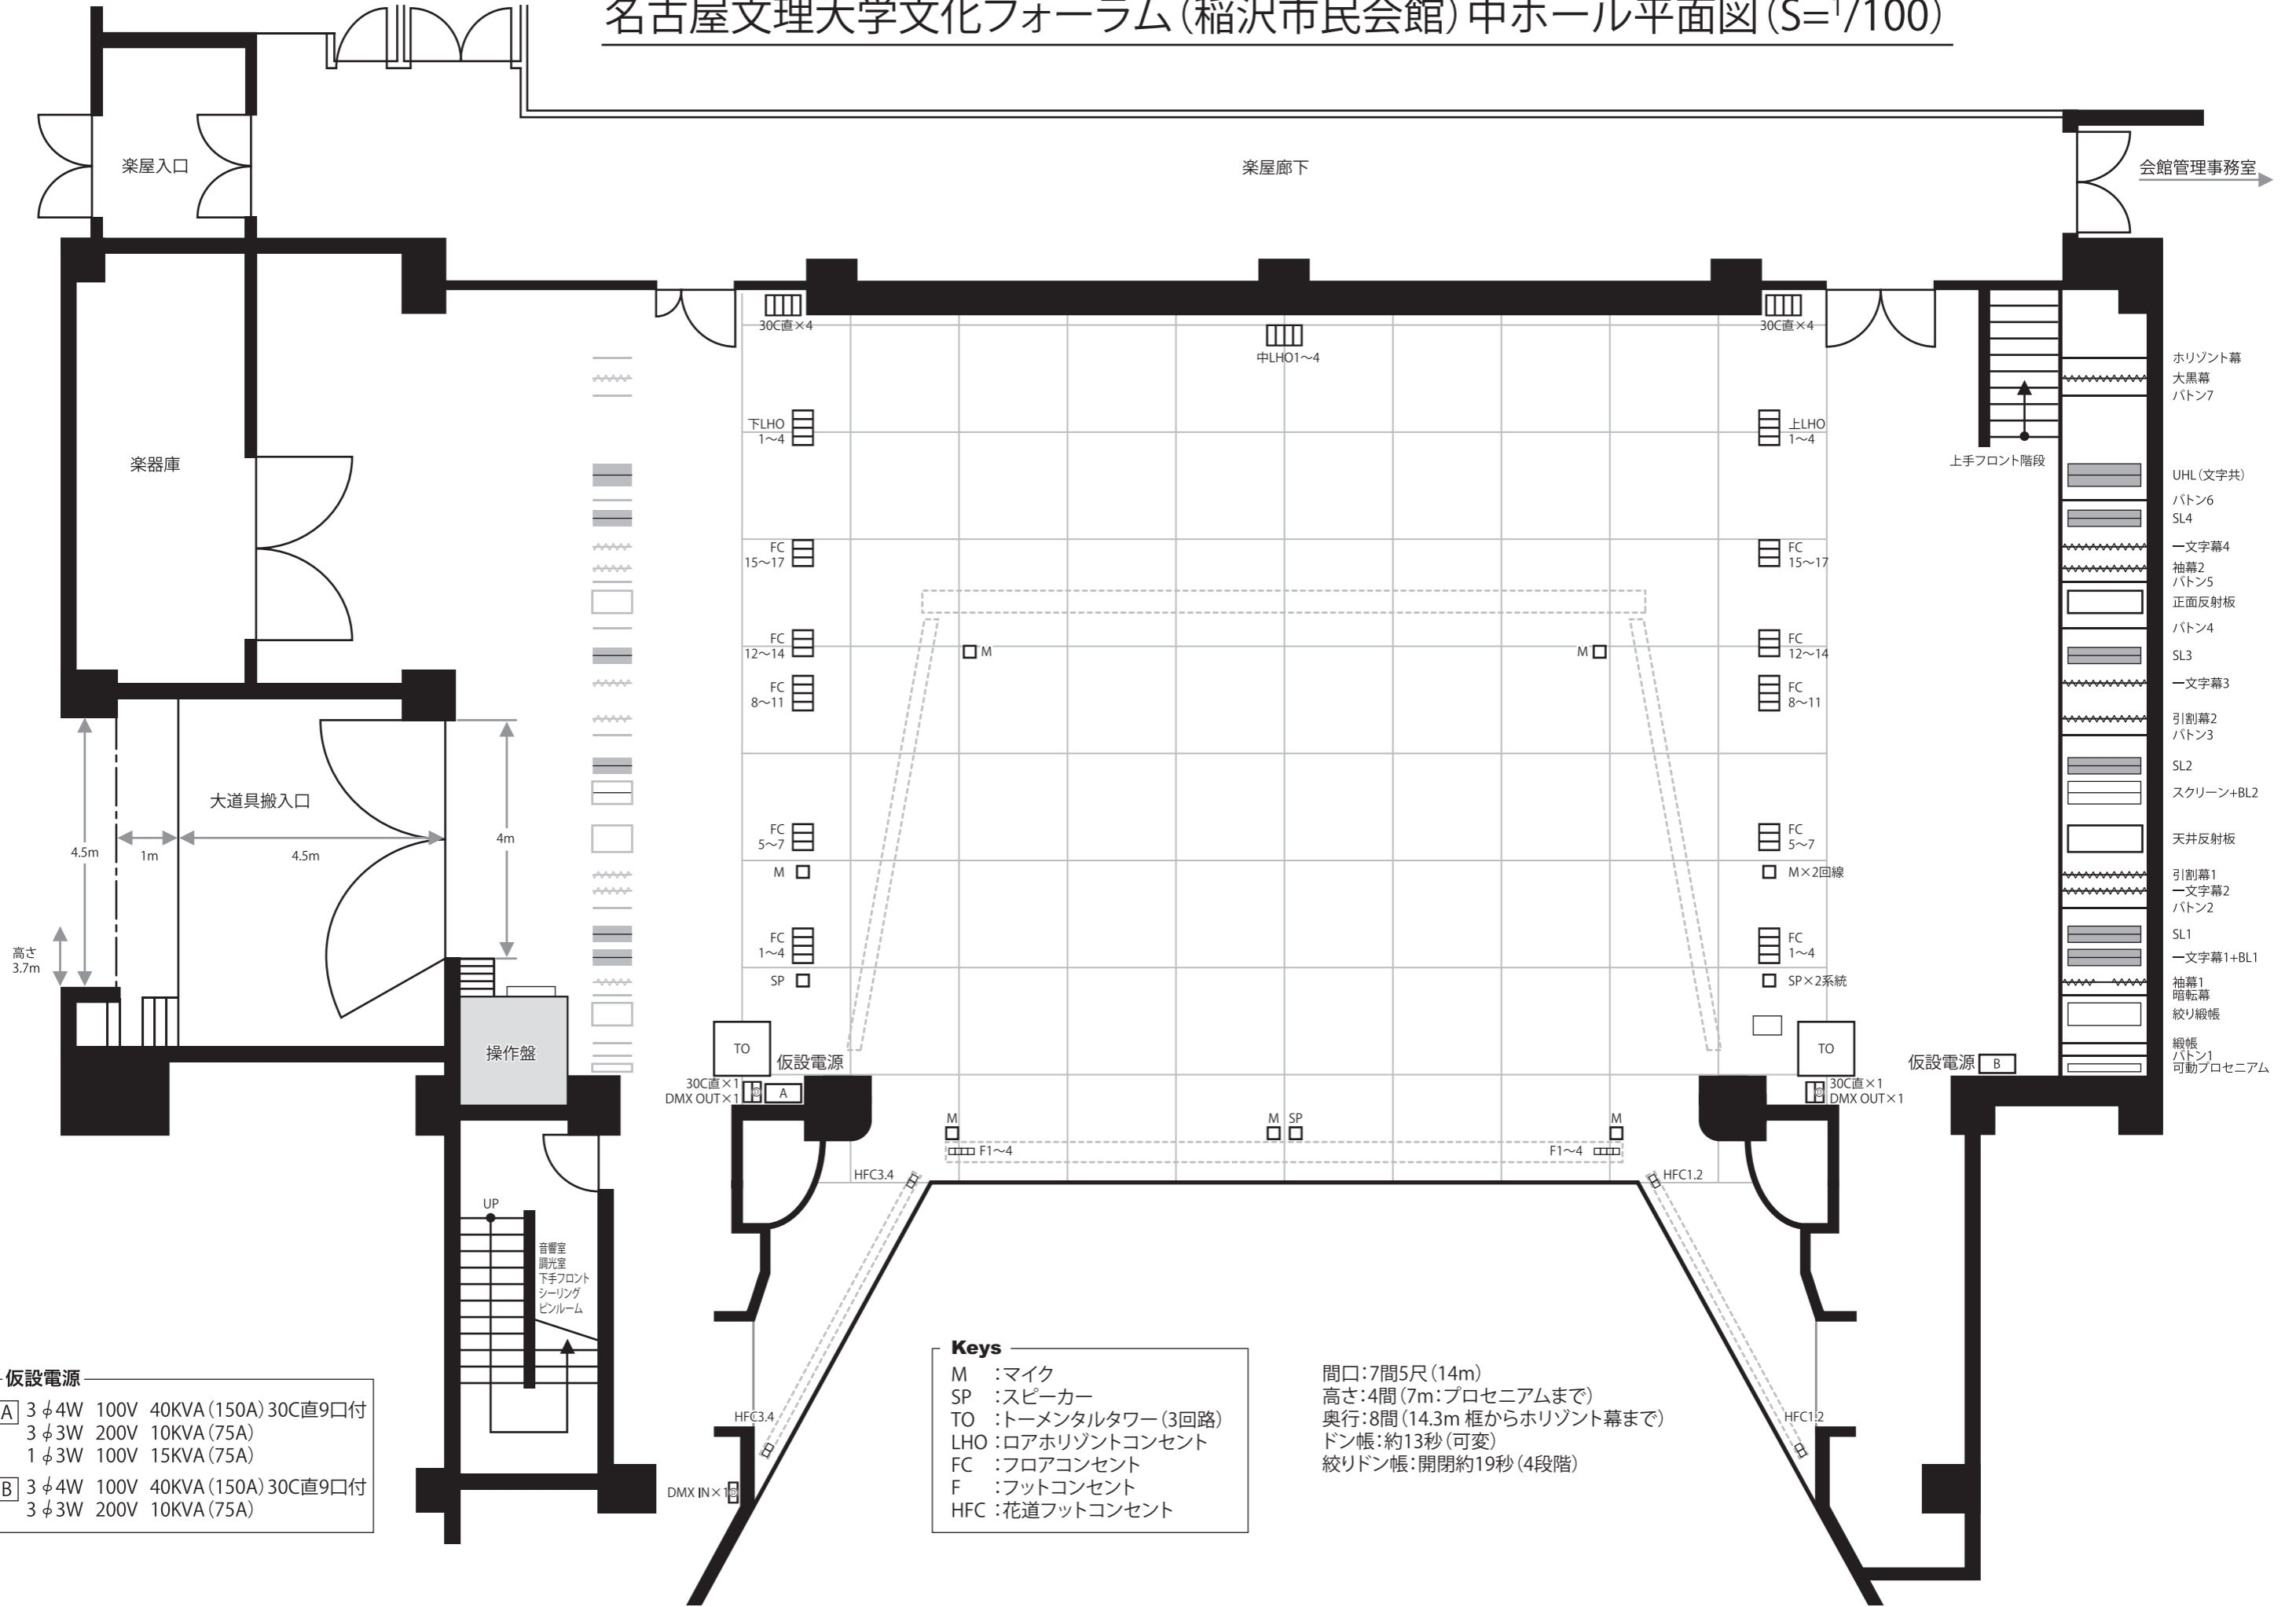 名古屋文理大学文化フォーラム(稲沢市民会館)中ホール平面図(S=1/100)
楽屋入口
楽屋廊下
会館管理事務室
30C直×4
中LHO1〜4
30C直×4
下LHO
1〜4
上LHO
1〜4
楽器庫
上手フロント階段
ホリゾント幕
大黒幕
バトン7
UHL(文字共)
バトン6
SL4
一文字幕4
袖幕2
バトン5
正面反射板
バトン4
SL3
一文字幕3
引割幕2
バトン3
SL2
スクリーン+BL2
天井反射板
引割幕1
一文字幕2
バトン2
SL1
一文字幕1+BL1
袖幕1
暗転幕
絞り緞帳
緞帳
バトン1
可動プロセニアム
FC
15〜17
FC
15〜17
FC
12〜14
M
M
FC
12〜14
FC
8〜11
FC
8〜11
大道具搬入口
4.5m
1m
4.5m
4m
高さ
3.7m
FC
5〜7
FC
5〜7
M
M×2回線
FC
1〜4
FC
1〜4
SP
SP×2系統
操作盤
TO
仮設電源
TO
仮設電源
B
30C直×1
DMX OUT×1
A
30C直×1
DMX OUT×1
M
M
SP
M
F1〜4
F1〜4
HFC3.4
HFC1.2
UP
音響室
調光室
下手フロント
シーリング
ピンルーム
HFC3.4
HFC1.2
DMX IN×1
仮設電源
A 3φ4W 100V 40KVA(150A)30C直9口付
3φ3W 200V 10KVA(75A)
1φ3W 100V 15KVA(75A)
B 3φ4W 100V 40KVA(150A)30C直9口付
3φ3W 200V 10KVA(75A)
Keys
M :マイク
SP :スピーカー
TO :トーメンタルタワー(3回路)
LHO :ロアホリゾントコンセント
FC :フロアコンセント
F :フットコンセント
HFC :花道フットコンセント
間口:7間5尺(14m)
高さ:4間(7m:プロセニアムまで)
奥行:8間(14.3m 框からホリゾント幕まで)
ドン帳:約13秒(可変)
絞りドン帳:開閉約19秒(4段階)